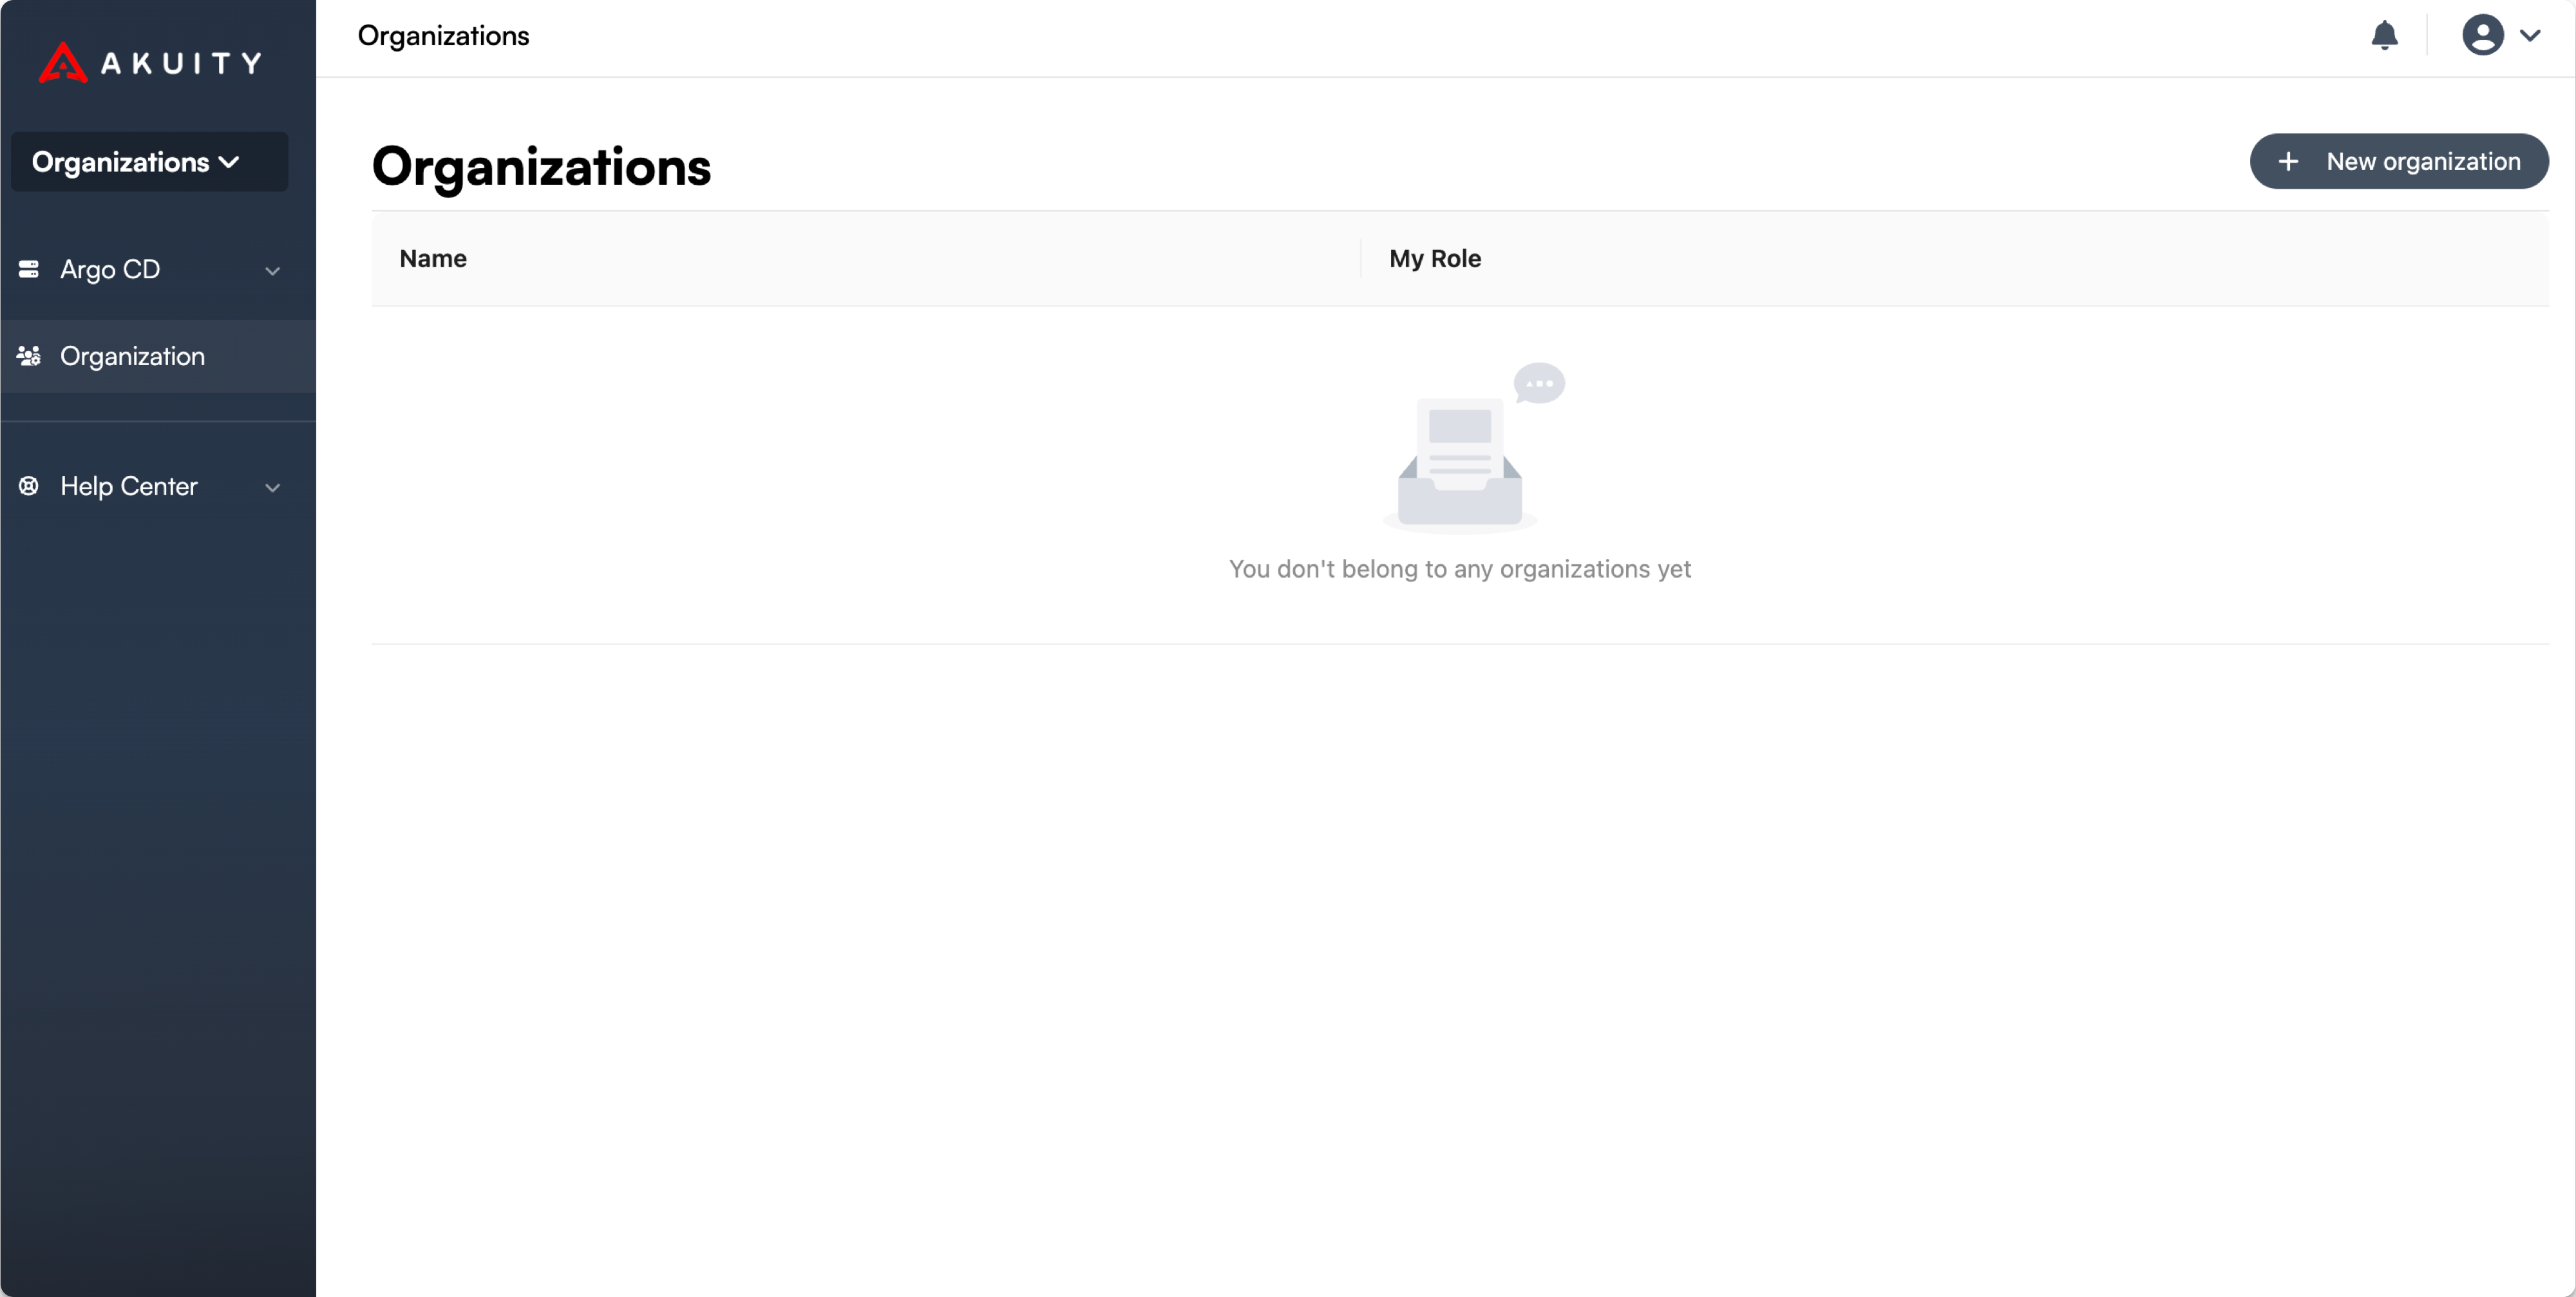 AKUITY
Organizations
Argo CD
Organization
Help Center
Organizations
Organizations
New organization
Name
My Role
You don't belong to any organizations yet